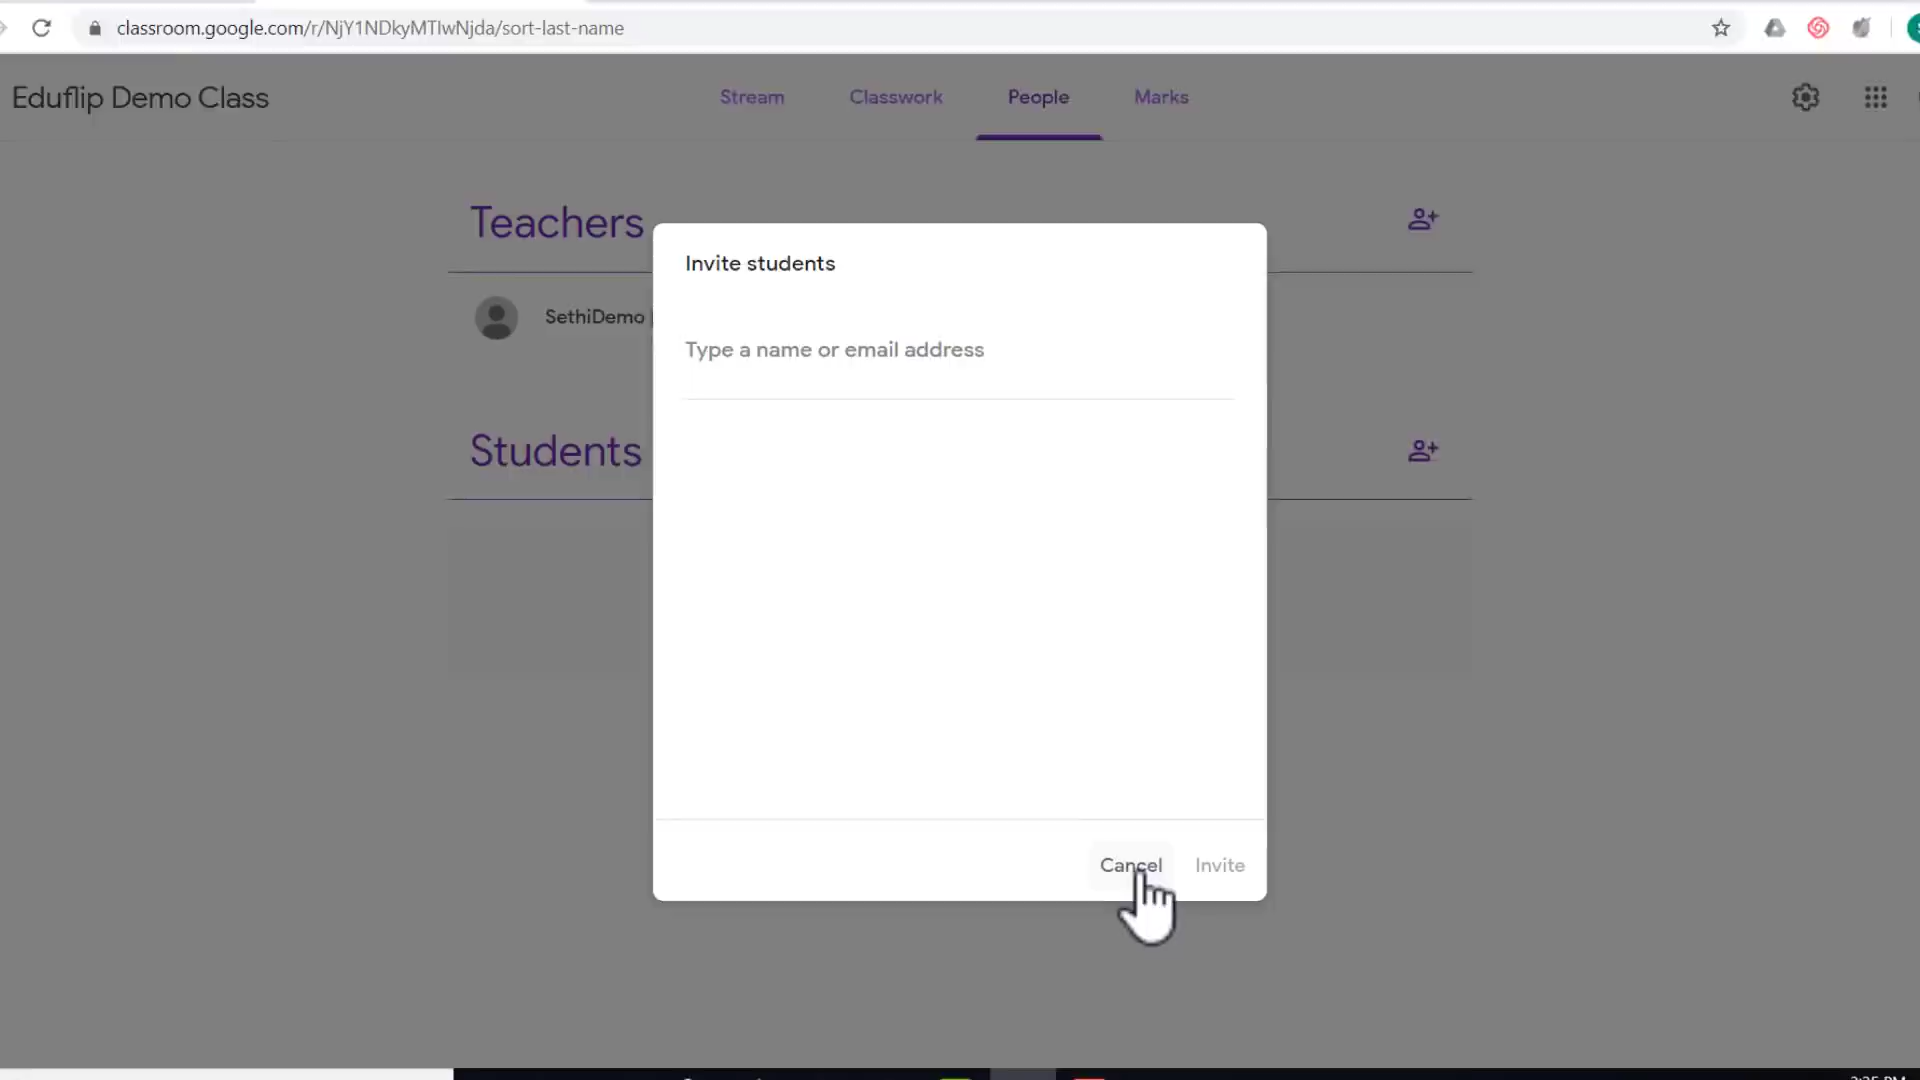 classroom.google.com/r/NjY1NDkyMTIwNjda/sort-last-name
Eduflip Demo Class
Stream
Classwork
People
Marks
Teachers
SethiDemo
Students
Invite students
Type a name or email address
Cancel
Invite